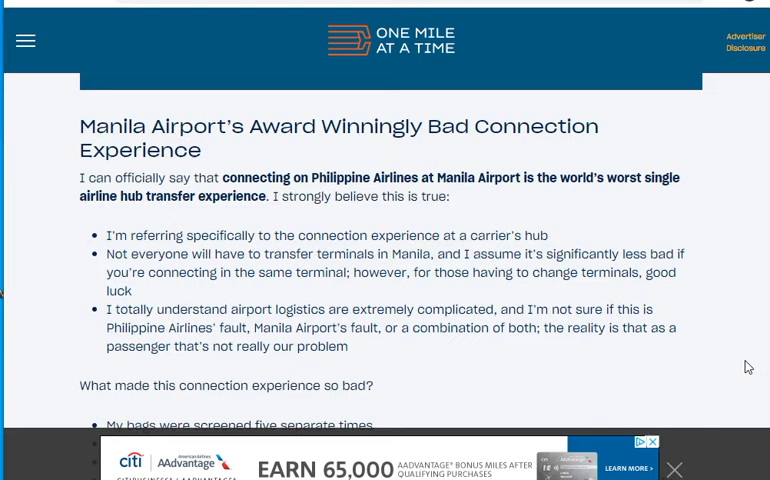 ONE MILE
AT A TIME
Advertiser
Disclosure
Manila Airport's Award Winningly Bad Connection
Experience
I can officially say that connecting on Philippine Airlines at Manila Airport is the world's worst single
airline hub transfer experience. I strongly believe this is true:
I'm referring specifically to the connection experience at a carrier's hub
Not everyone will have to transfer terminals in Manila, and I assume it's significantly less bad if
you're connecting in the same terminal; however, for those having to change terminals, good
luck
I totally understand airport logistics are extremely complicated, and I'm not sure if this is
Philippine Airlines' fault, Manila Airport's fault, or a combination of both; the reality is that as a
passenger that's not really our problem
What made this connection experience so bad?
My bags were screened five separate times
citi
American Airlines
AAdvantage
EARN 65,000
AADVANTAGE® BONUS MILES AFTER
QUALIFYING PURCHASES
LEARN MORE >